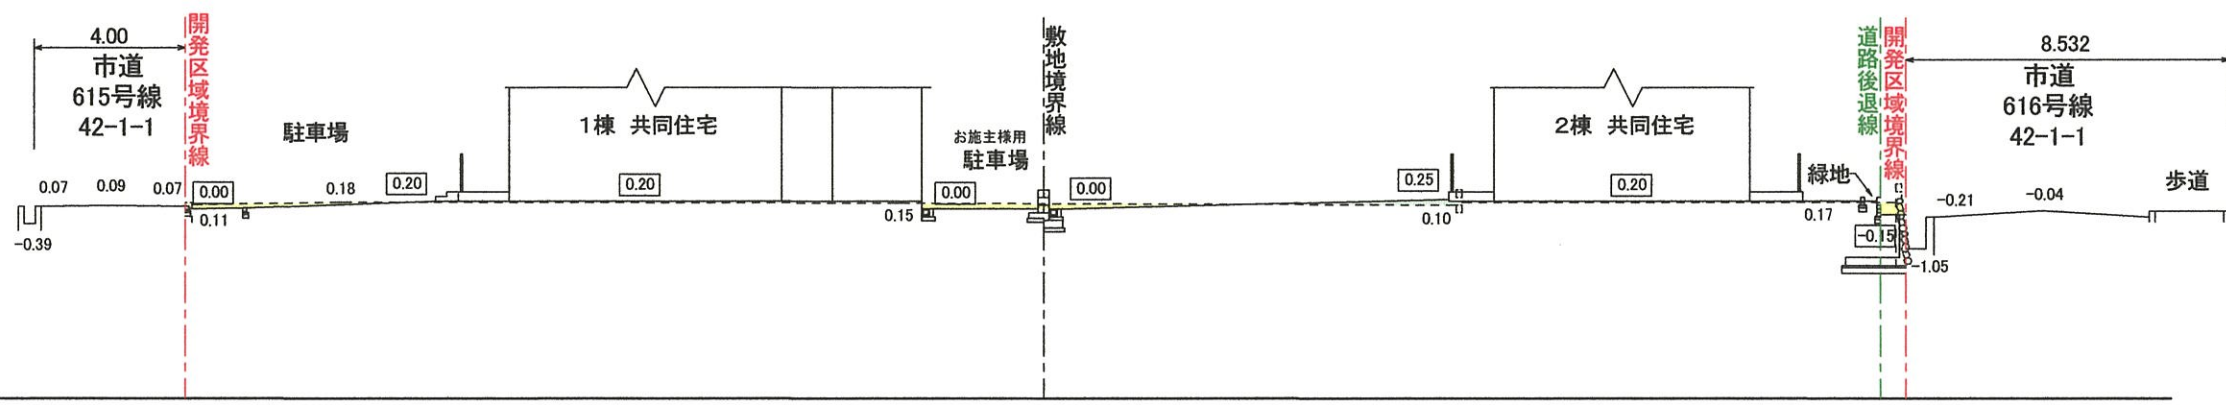 4.00
市道
615号線
42-1-1
開発区域境界線
駐車場
1棟 共同住宅
お施主様用
駐車場
敷地境界線
2棟 共同住宅
緑地
道路後退線
開発区域境界線
8.532
市道
616号線
42-1-1
歩道
0.07 0.09 0.07 0.00 0.18 0.20 0.20 0.00 0.00 0.25 0.20 -0.21 -0.04
0.11 0.15 0.10 0.17
-0.39 -0.15 -1.05